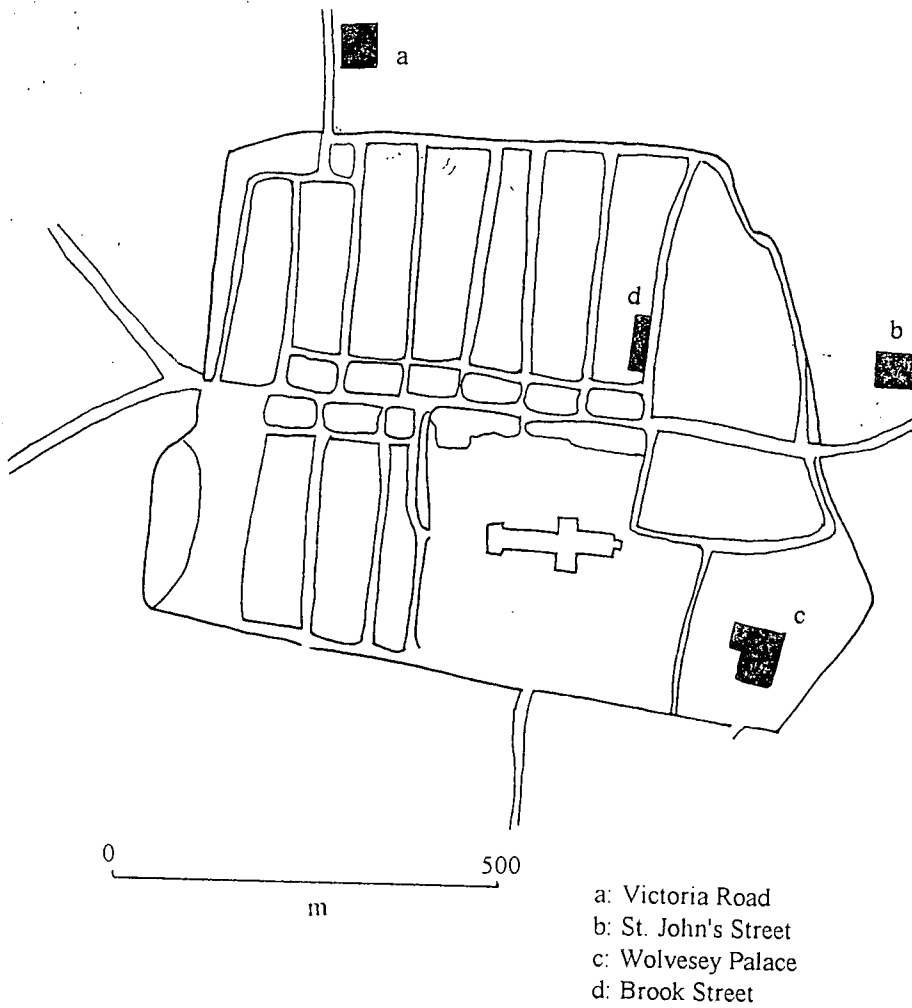 a
d
b
c
0 500
m
a: Victoria Road
b: St. John's Street
c: Wolvesey Palace
d: Brook Street